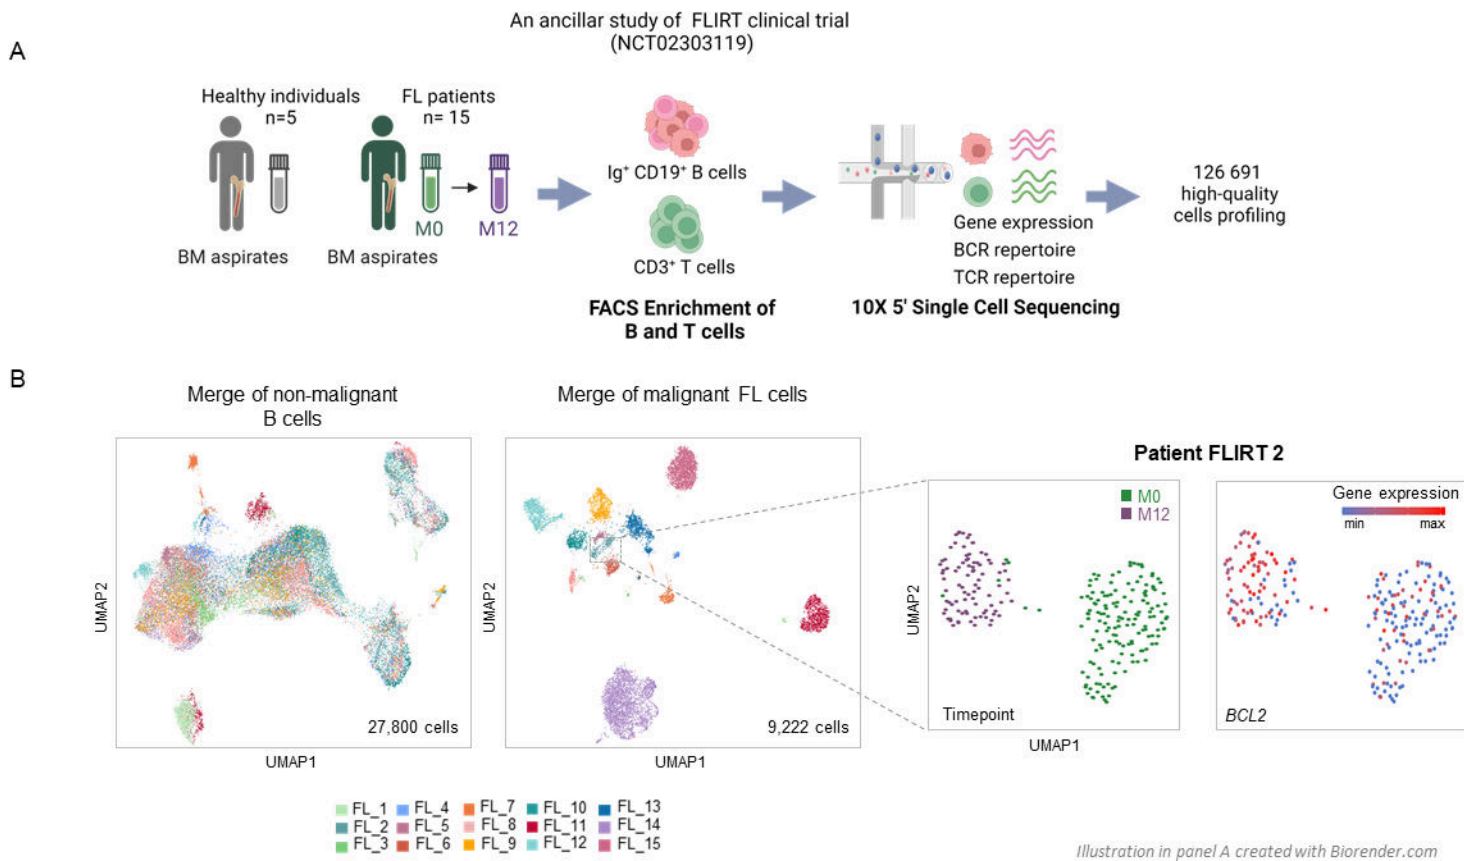 An ancillar study of FLIRT clinical trial
(NCT02303119)
A
Healthy individuals
n=5
FL patients
n= 15
M0
M12
BM aspirates
BM aspirates
Ig⁺ CD19⁺ B cells
CD3⁺ T cells
FACS Enrichment of
B and T cells
Gene expression
BCR repertoire
TCR repertoire
10X 5' Single Cell Sequencing
126 691
high-quality
cells profiling
B
Merge of non-malignant
B cells
UMAP2
27,800 cells
UMAP1
Merge of malignant FL cells
UMAP2
9,222 cells
UMAP1
Patient FLIRT 2
M0
M12
UMAP2
Timepoint
UMAP1
Gene expression
min max
BCL2
FL_1 FL_4 FL_7 FL_10 FL_13
FL_2 FL_5 FL_8 FL_11 FL_14
FL_3 FL_6 FL_9 FL_12 FL_15
Illustration in panel A created with Biorender.com